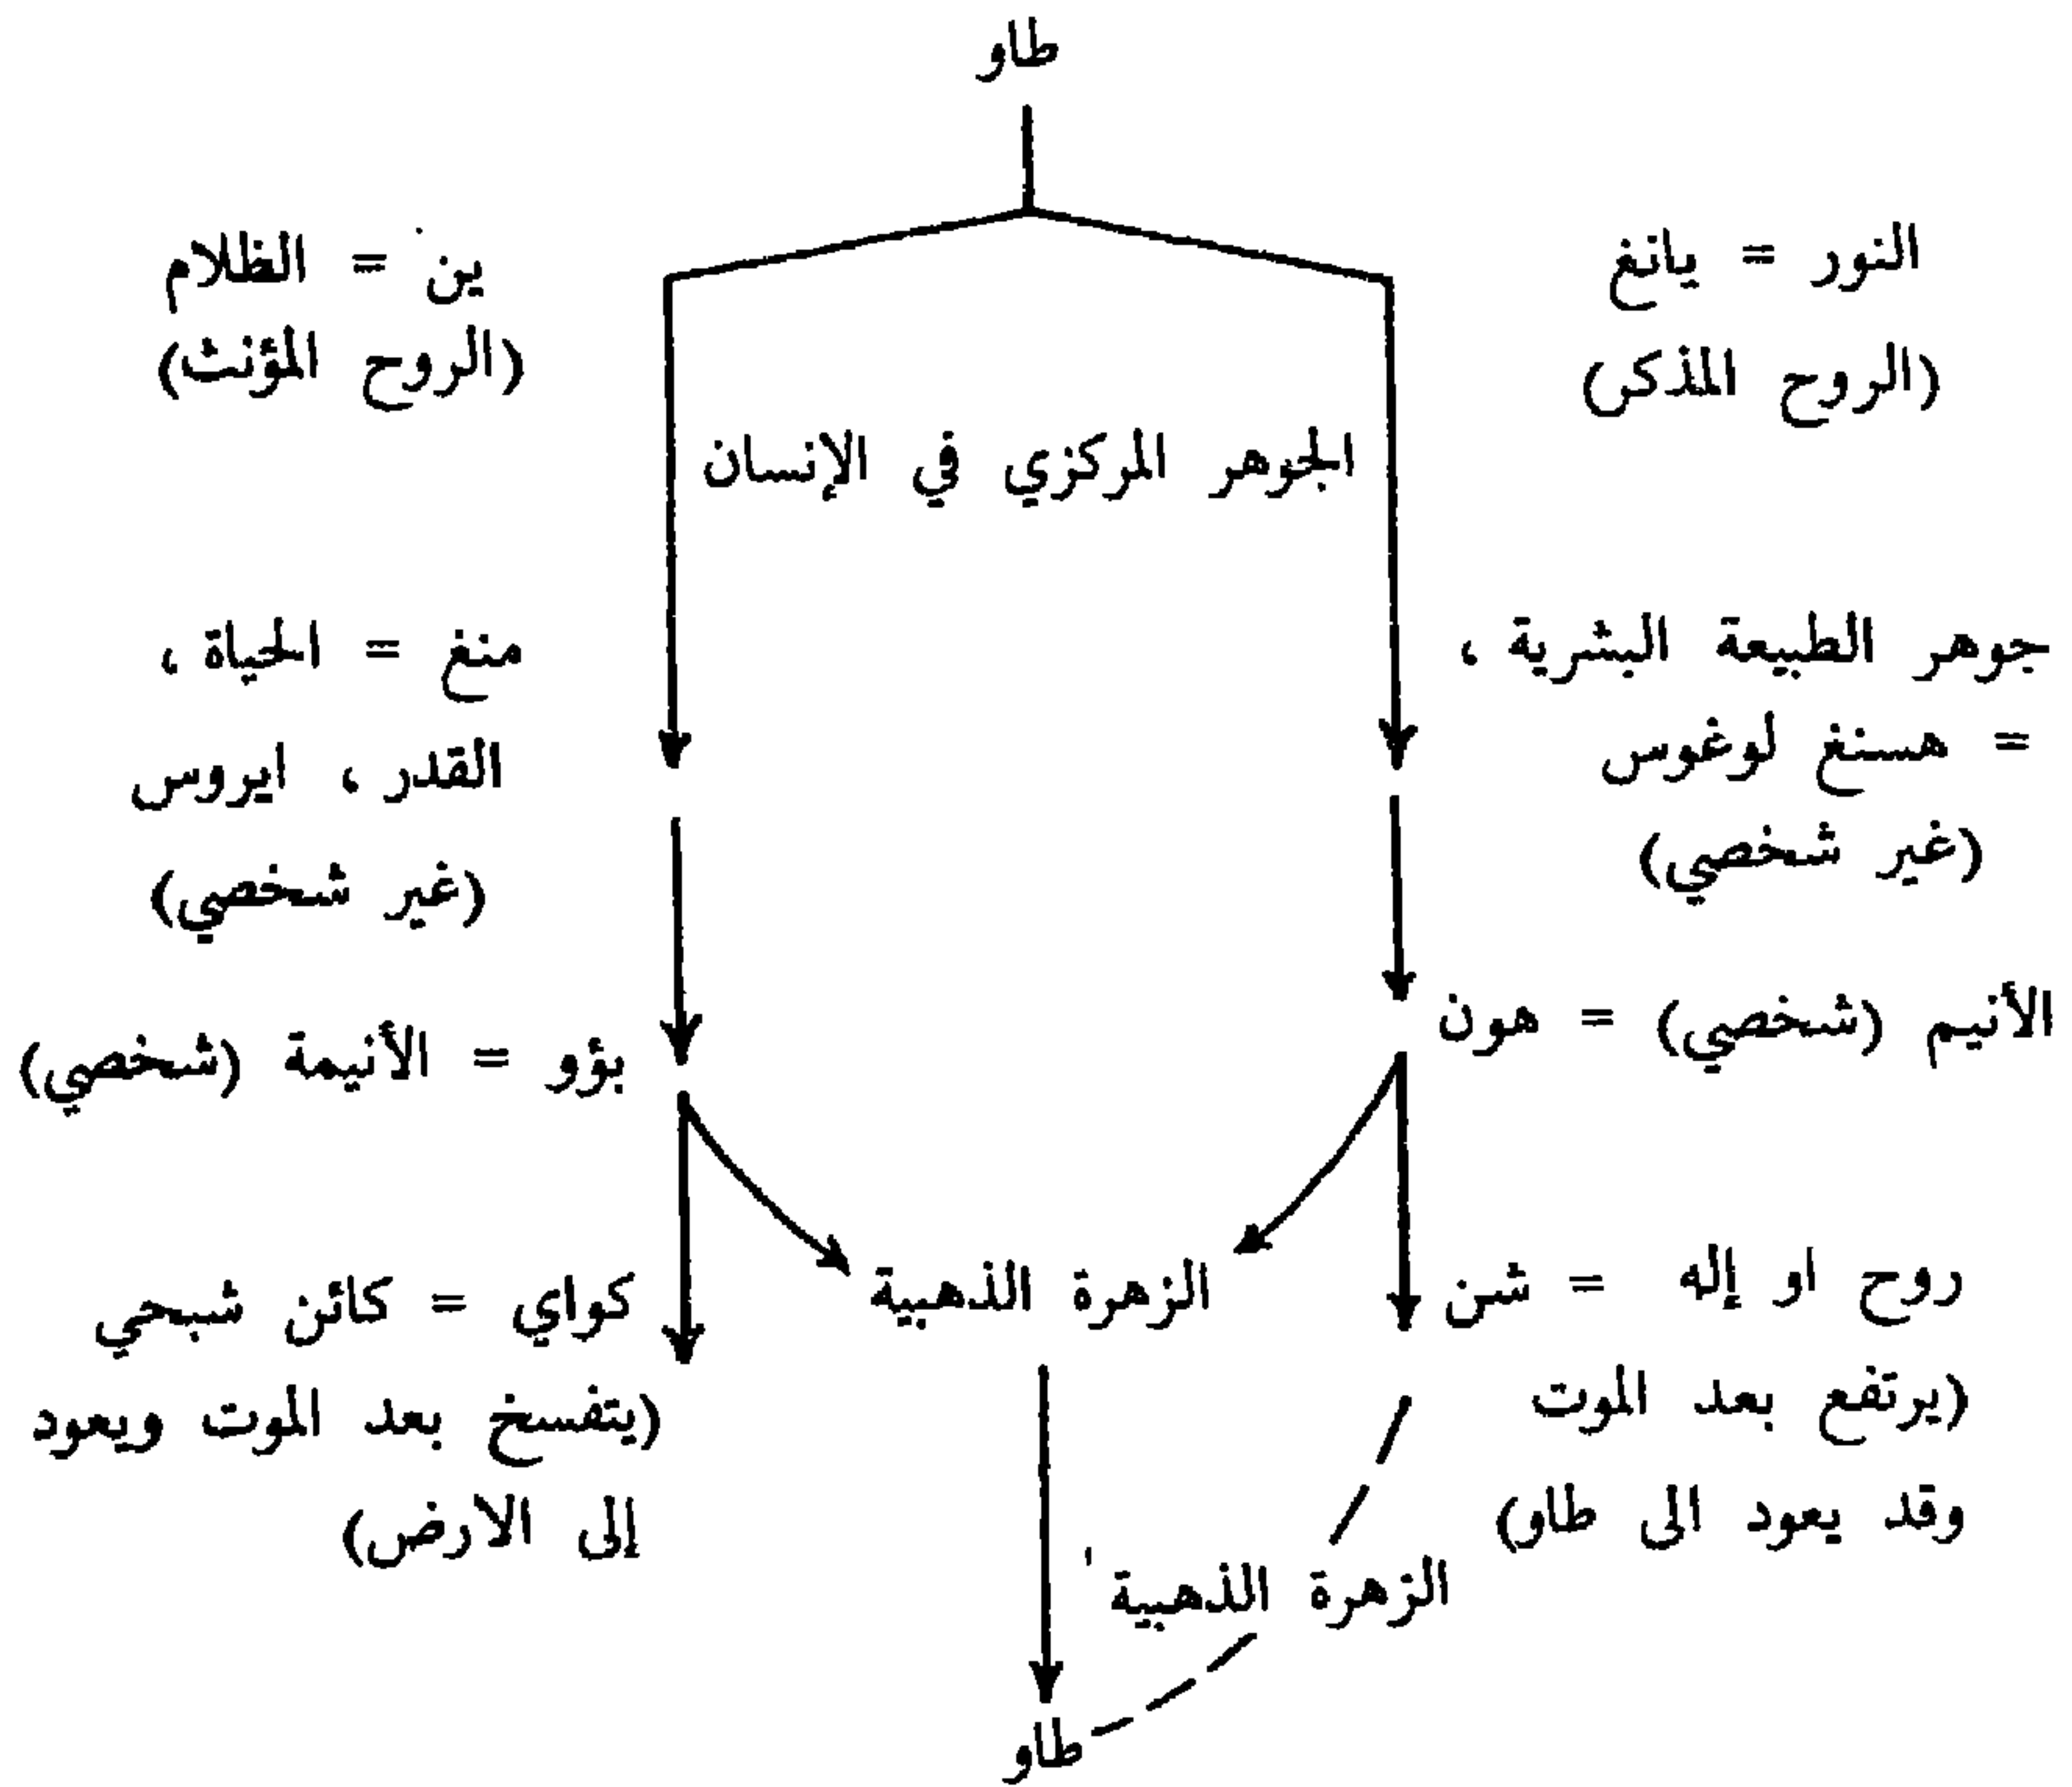 طاو
النور = يانغ
(الروح المذكر)
ين = الظلام
(الروح المؤنث)
الجوهر المركزي في الإنسان
جوهر الطبيعة البشرية ،
= هسنغ لوغوس
(غير شخصي)
منغ = الحياة ،
القدر ، ايروس
(غير شخصي)
الأنيم (شخصي) = هون
بؤو = الأنيمة (شخصي)
روح او إله = شن
(يرتفع بعد الموت
وقد يعود الى طاو)
الزهرة الذهبية
كواي = كائن شبحي
(يتفسخ بعد الموت ويعود
إلى الارض)
الزهرة الذهبية
طاو